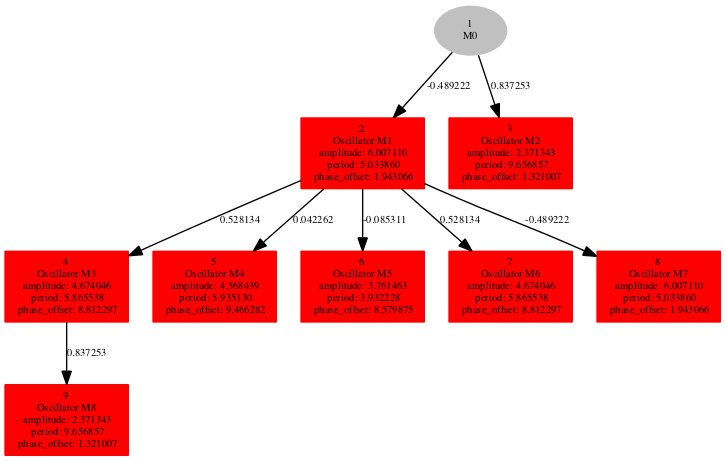 1
M0
-0.489222
0.837253
2
Oscillator M1
amplitude: 6.007110
period: 5.033860
phase_offset: 1.943066
3
Oscillator M2
amplitude: 2.371343
period: 9.656857
phase_offset: 1.321007
0.528134
0.042262
-0.085311
0.528134
-0.489222
4
Oscillator M3
amplitude: 4.674046
period: 5.865538
phase_offset: 8.812297
5
Oscillator M4
amplitude: 4.568439
period: 5.935130
phase_offset: 9.466282
6
Oscillator M5
amplitude: 3.761463
period: 3.932228
phase_offset: 8.579875
7
Oscillator M6
amplitude: 4.674046
period: 5.865538
phase_offset: 8.812297
8
Oscillator M7
amplitude: 6.007110
period: 5.033860
phase_offset: 1.943066
0.837253
9
Oscillator M8
amplitude: 2.371343
period: 9.656857
phase_offset: 1.321007